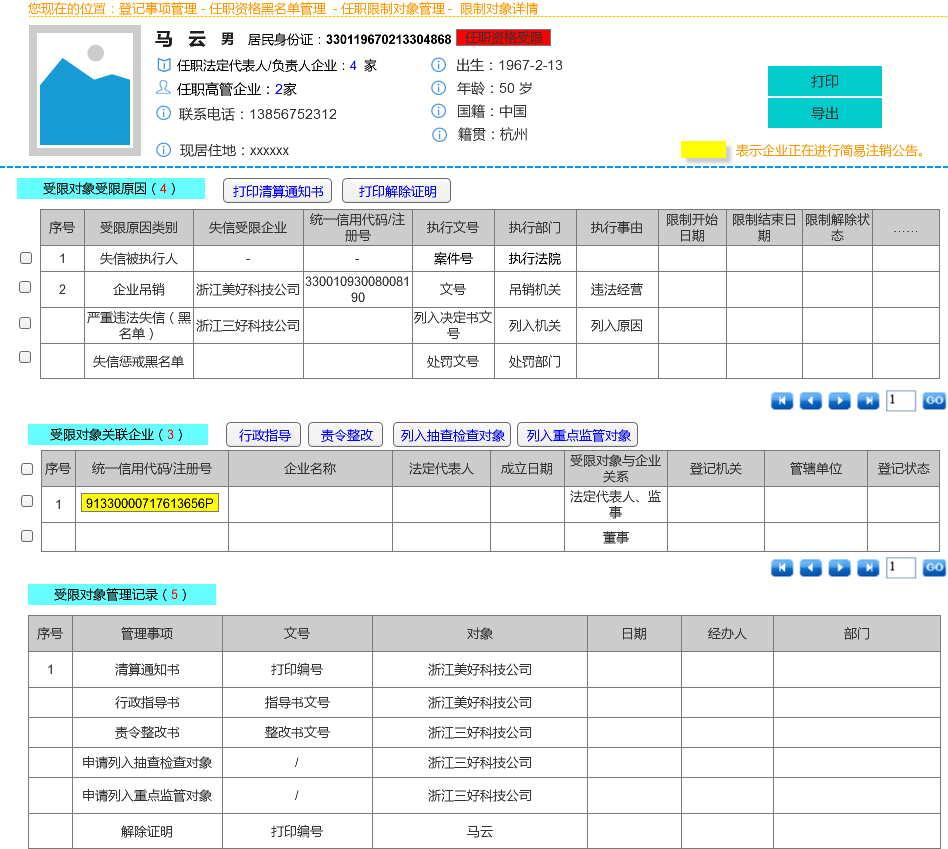 您现在的位置：登记事项管理 - 任职资格黑名单管理 - 任职限制对象管理 - 限制对象详情
马 云 男 居民身份证：330119670213304868 任职资格受限
任职法定代表人/负责人企业：4 家
任职高管企业：2家
联系电话：13856752312
现居住地：xxxxxx
出生：1967-2-13
年龄：50 岁
国籍：中国
籍贯：杭州
打印
导出
表示企业正在进行简易注销公告。
受限对象受限原因（4） 打印清算通知书 打印解除证明
序号 受限原因类别 失信受限企业 统一信用代码/注册号 执行文号 执行部门 执行事由 限制开始日期 限制结束日期 限制解除状态 ……
1 失信被执行人 - - 案件号 执行法院
2 企业吊销 浙江美好科技公司 33001093008008190 文号 吊销机关 违法经营
严重违法失信（黑名单） 浙江三好科技公司 列入决定书文号 列入机关 列入原因
失信惩戒黑名单 处罚文号 处罚部门
1 GO
受限对象关联企业（3） 行政指导 责令整改 列入抽查检查对象 列入重点监管对象
序号 统一信用代码/注册号 企业名称 法定代表人 成立日期 受限对象与企业关系 登记机关 管辖单位 登记状态
1 91330000717613656P 法定代表人、监事
董事
1 GO
受限对象管理记录（5）
序号 管理事项 文号 对象 日期 经办人 部门
1 清算通知书 打印编号 浙江美好科技公司
行政指导书 指导书文号 浙江美好科技公司
责令整改书 整改书文号 浙江三好科技公司
申请列入抽查检查对象 / 浙江三好科技公司
申请列入重点监管对象 / 浙江三好科技公司
解除证明 打印编号 马云